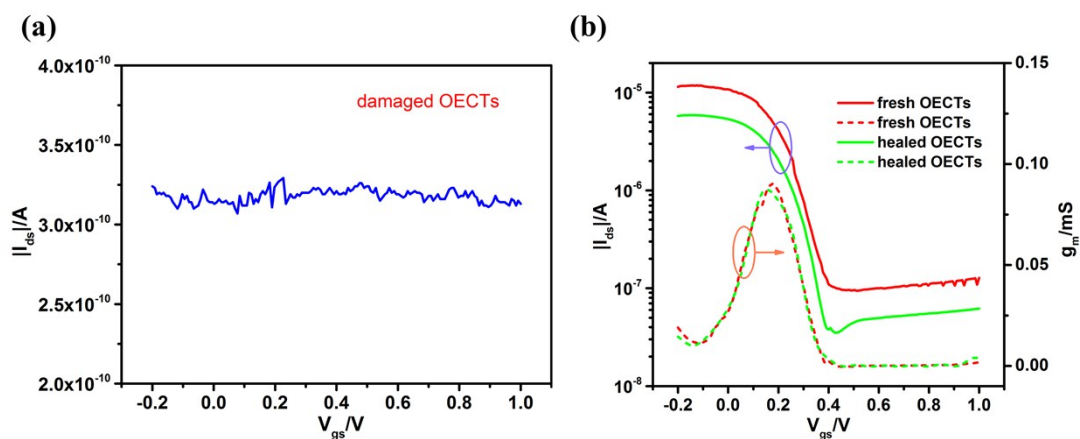 (a)
4.0x10⁻¹⁰
3.5x10⁻¹⁰
3.0x10⁻¹⁰
2.5x10⁻¹⁰
2.0x10⁻¹⁰
|I_ds|/A
damaged OECTs
-0.2 0.0 0.2 0.4 0.6 0.8 1.0
V_gs/V
(b)
10⁻⁵
10⁻⁶
10⁻⁷
10⁻⁸
|I_ds|/A
fresh OECTs
fresh OECTs
healed OECTs
healed OECTs
0.15
0.10
0.05
0.00
g_m/mS
-0.2 0.0 0.2 0.4 0.6 0.8 1.0
V_gs/V